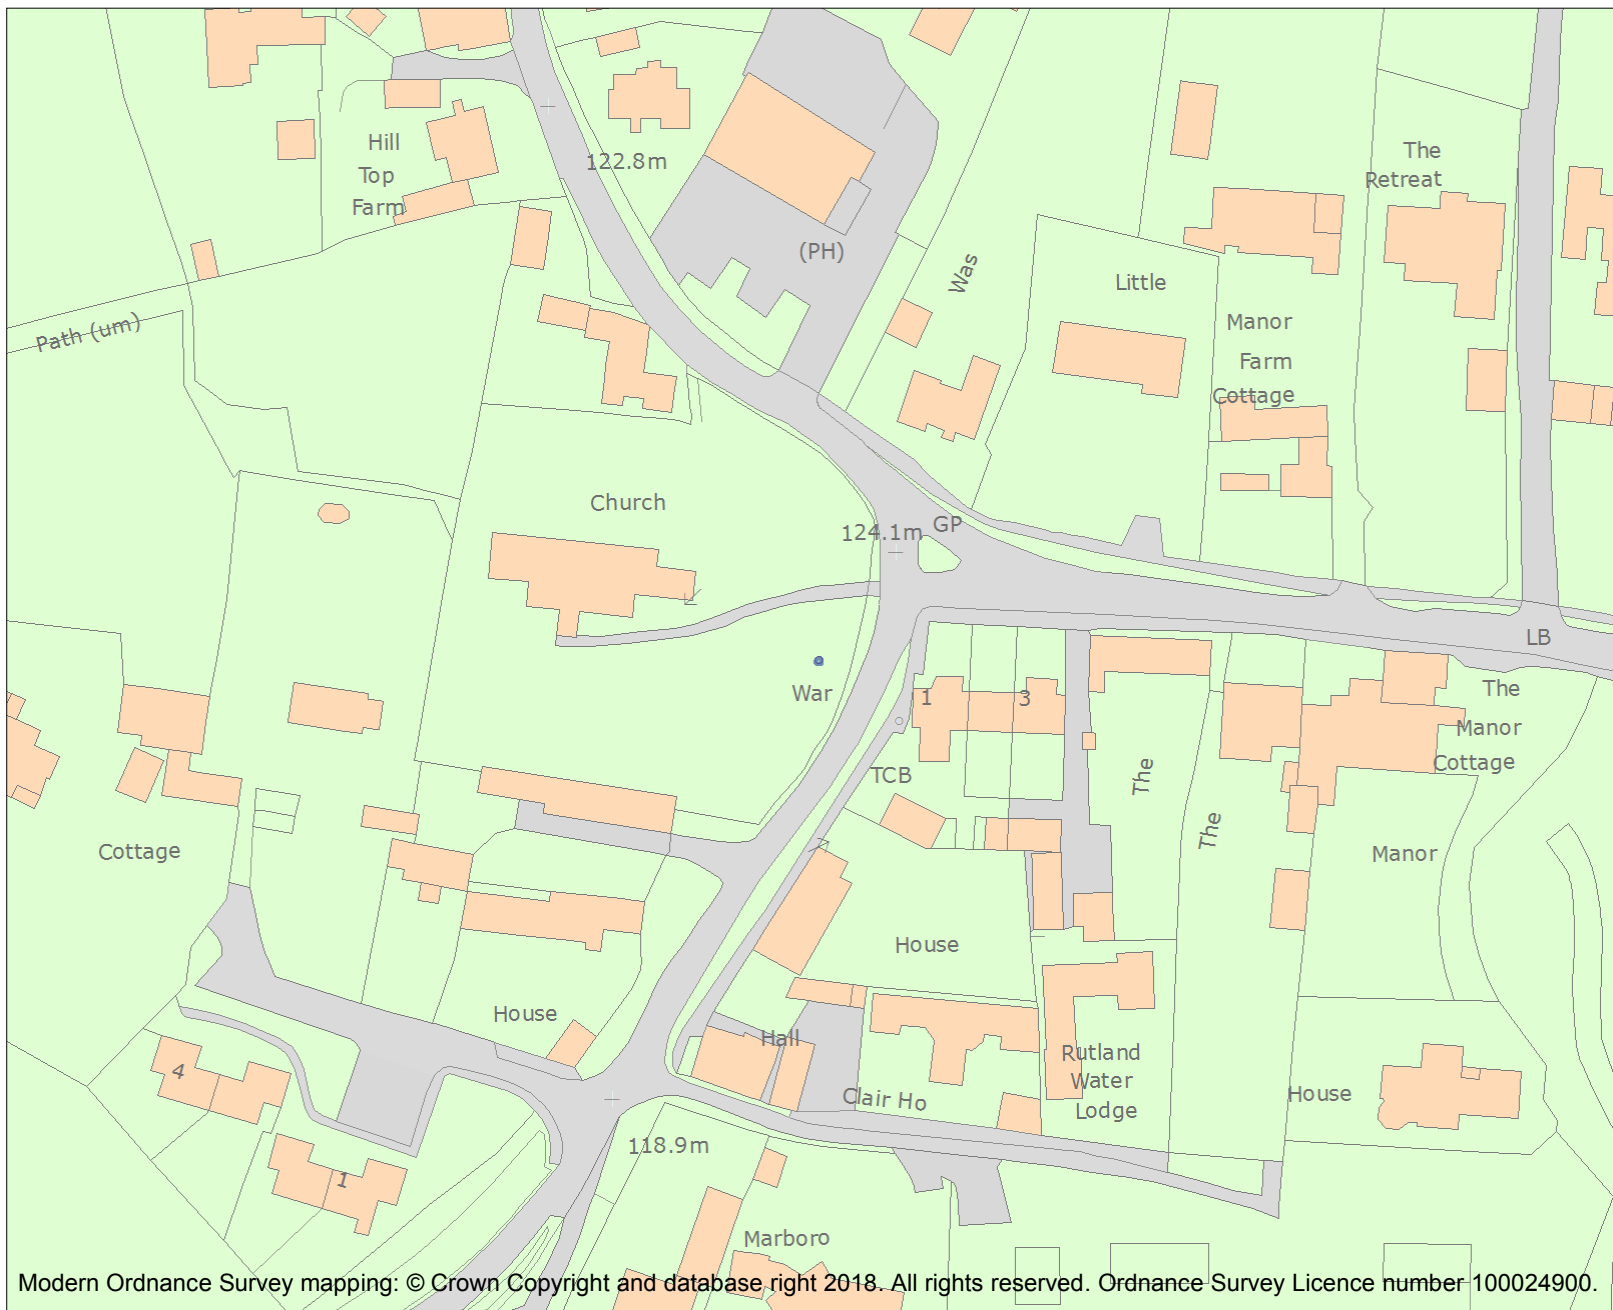 Hill
Top
Farm
122.8m
(PH)
Was
Little
The
Retreat
Manor
Farm
Cottage
Path (um)
Church
124.1m
GP
LB
War
1
3
TCB
The
The
The
Manor
Cottage
Cottage
Manor
House
House
Hall
Clair Ho
Rutland
Water
Lodge
House
4
1
118.9m
Marboro
Modern Ordnance Survey mapping: © Crown Copyright and database right 2018. All rights reserved. Ordnance Survey Licence number 100024900.